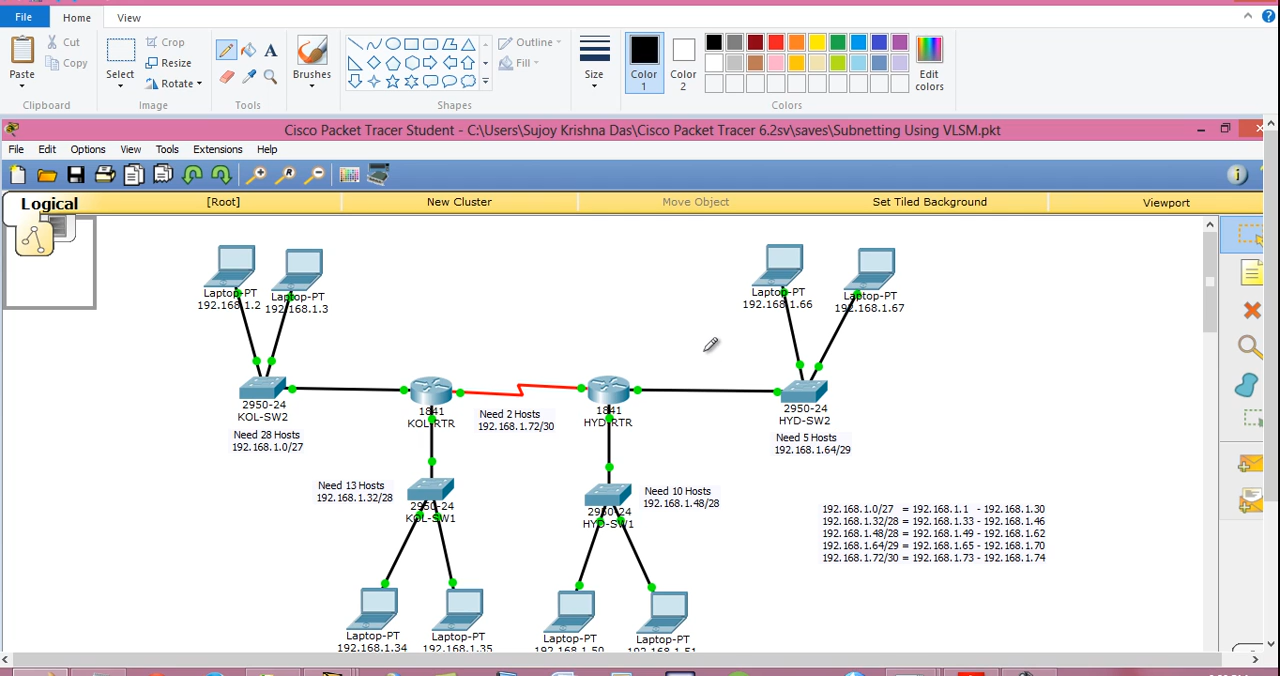 File Home View
Paste
Cut
Copy
Clipboard
Select
Crop
Resize
Rotate
Image
Tools
Brushes
Outline
Fill
Shapes
Size
Color
1
Color
2
Edit
colors
Colors
Cisco Packet Tracer Student - C:\Users\Sujoy Krishna Das\Cisco Packet Tracer 6.2sv\saves\Subnetting Using VLSM.pkt
File Edit Options View Tools Extensions Help
Logical [Root] New Cluster Move Object Set Tiled Background Viewport
Laptop-PT
192.168.1.2
Laptop-PT
192.168.1.3
Laptop-PT
192.168.1.66
Laptop-PT
192.168.1.67
2950-24
KOL-SW2
Need 28 Hosts
192.168.1.0/27
1841
KOL-RTR
Need 2 Hosts
192.168.1.72/30
1841
HYD-RTR
2950-24
HYD-SW2
Need 5 Hosts
192.168.1.64/29
Need 13 Hosts
192.168.1.32/28
2950-24
KOL-SW1
2950-24
HYD-SW1
Need 10 Hosts
192.168.1.48/28
192.168.1.0/27 = 192.168.1.1 - 192.168.1.30
192.168.1.32/28 = 192.168.1.33 - 192.168.1.46
192.168.1.48/28 = 192.168.1.49 - 192.168.1.62
192.168.1.64/29 = 192.168.1.65 - 192.168.1.70
192.168.1.72/30 = 192.168.1.73 - 192.168.1.74
Laptop-PT
192.168.1.34
Laptop-PT
192.168.1.35
Laptop-PT
192.168.1.50
Laptop-PT
192.168.1.51